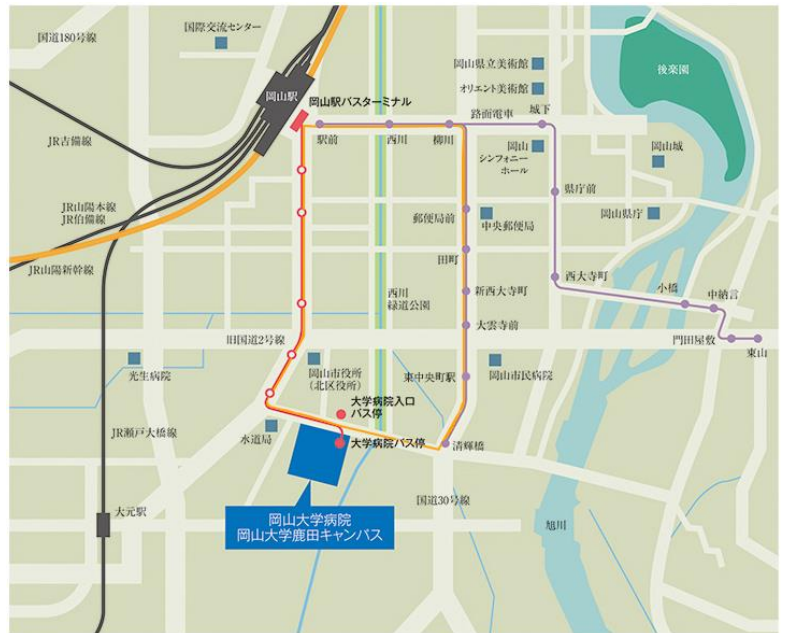 国道180号線
国際交流センター
岡山県立美術館
オリエント美術館
後楽園
岡山駅
岡山駅バスターミナル
路面電車
城下
駅前
西川
柳川
岡山
シンフォニー
ホール
岡山城
JR吉備線
県庁前
JR山陽本線
JR伯備線
郵便局前
中央郵便局
岡山県庁
田町
JR山陽新幹線
西大寺町
新西大寺町
小橋
中納言
西川
緑道公園
大雲寺前
旧国道2号線
門田屋敷
東山
光生病院
岡山市役所
(北区役所)
東中央町駅
岡山市民病院
大学病院入口
バス停
JR瀬戸大橋線
水道局
大学病院バス停
清輝橋
国道30号線
大元駅
岡山大学病院
岡山大学鹿田キャンパス
旭川